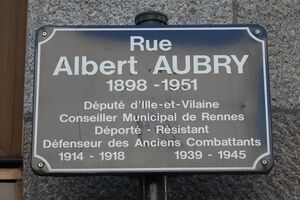 Rue
Albert AUBRY
1898 - 1951
Député d'Ille-et-Vilaine
Conseiller Municipal de Rennes
Déporté - Résistant
Défenseur des Anciens Combattants
1914 - 1918 1939 - 1945